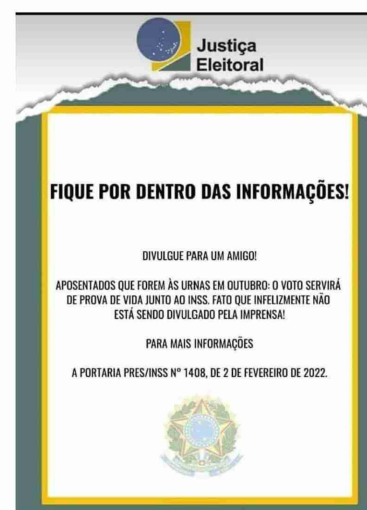 Justiça
Eleitoral
FIQUE POR DENTRO DAS INFORMAÇÕES!
DIVULGUE PARA UM AMIGO!
APOSENTADOS QUE FOREM ÀS URNAS EM OUTUBRO: O VOTO SERVIRÁ
DE PROVA DE VIDA JUNTO AO INSS. FATO QUE INFELIZMENTE NÃO
ESTÁ SENDO DIVULGADO PELA IMPRENSA!
PARA MAIS INFORMAÇÕES
A PORTARIA PRES/INSS Nº 1408, DE 2 DE FEVEREIRO DE 2022.